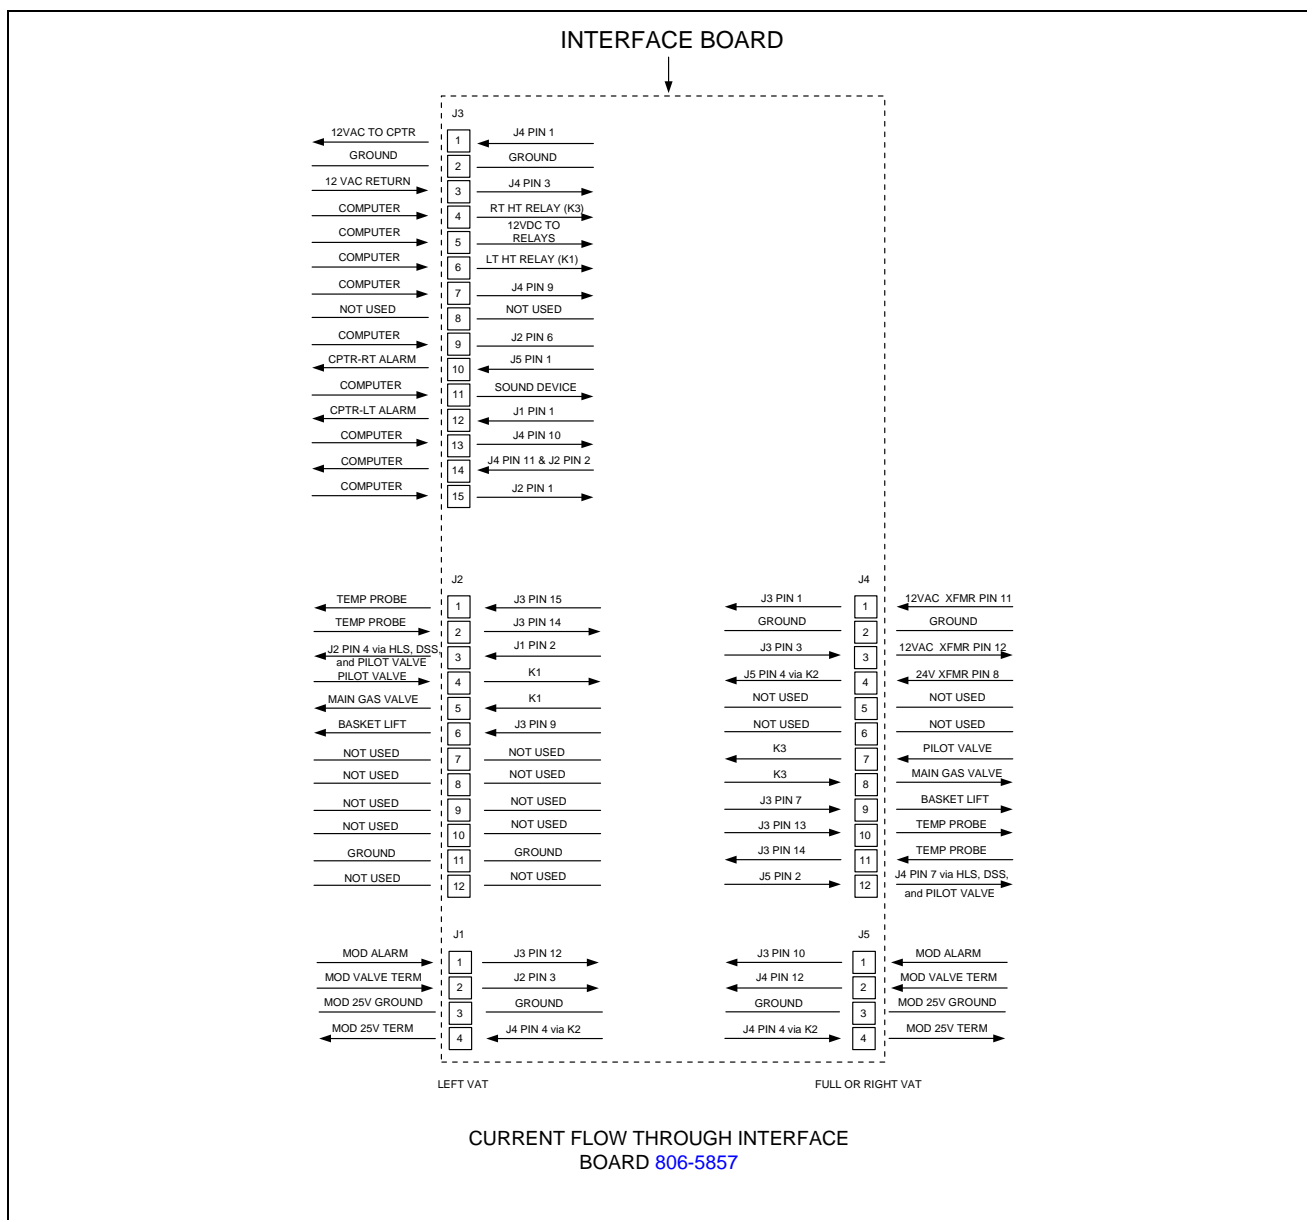 INTERFACE BOARD
J3
12VAC TO CPTR 1 J4 PIN 1
GROUND 2 GROUND
12 VAC RETURN 3 J4 PIN 3
COMPUTER 4 RT HT RELAY (K3)
COMPUTER 5 12VDC TO
RELAYS
COMPUTER 6 LT HT RELAY (K1)
COMPUTER 7 J4 PIN 9
NOT USED 8 NOT USED
COMPUTER 9 J2 PIN 6
CPTR-RT ALARM 10 J5 PIN 1
COMPUTER 11 SOUND DEVICE
CPTR-LT ALARM 12 J1 PIN 1
COMPUTER 13 J4 PIN 10
COMPUTER 14 J4 PIN 11 & J2 PIN 2
COMPUTER 15 J2 PIN 1
J2
TEMP PROBE 1 J3 PIN 15
TEMP PROBE 2 J3 PIN 14
J2 PIN 4 via HLS, DSS, 3 J1 PIN 2
and PILOT VALVE
PILOT VALVE 4 K1
MAIN GAS VALVE 5 K1
BASKET LIFT 6 J3 PIN 9
NOT USED 7 NOT USED
NOT USED 8 NOT USED
NOT USED 9 NOT USED
NOT USED 10 NOT USED
GROUND 11 GROUND
NOT USED 12 NOT USED
J4
J3 PIN 1 1 12VAC XFMR PIN 11
GROUND 2 GROUND
J3 PIN 3 3 12VAC XFMR PIN 12
J5 PIN 4 via K2 4 24V XFMR PIN 8
NOT USED 5 NOT USED
NOT USED 6 NOT USED
K3 7 PILOT VALVE
K3 8 MAIN GAS VALVE
J3 PIN 7 9 BASKET LIFT
J3 PIN 13 10 TEMP PROBE
J3 PIN 14 11 TEMP PROBE
J5 PIN 2 12 J4 PIN 7 via HLS, DSS,
and PILOT VALVE
J1
MOD ALARM 1 J3 PIN 12
MOD VALVE TERM 2 J2 PIN 3
MOD 25V GROUND 3 GROUND
MOD 25V TERM 4 J4 PIN 4 via K2
J5
J3 PIN 10 1 MOD ALARM
J4 PIN 12 2 MOD VALVE TERM
GROUND 3 MOD 25V GROUND
J4 PIN 4 via K2 4 MOD 25V TERM
LEFT VAT
FULL OR RIGHT VAT
CURRENT FLOW THROUGH INTERFACE
BOARD 806-5857